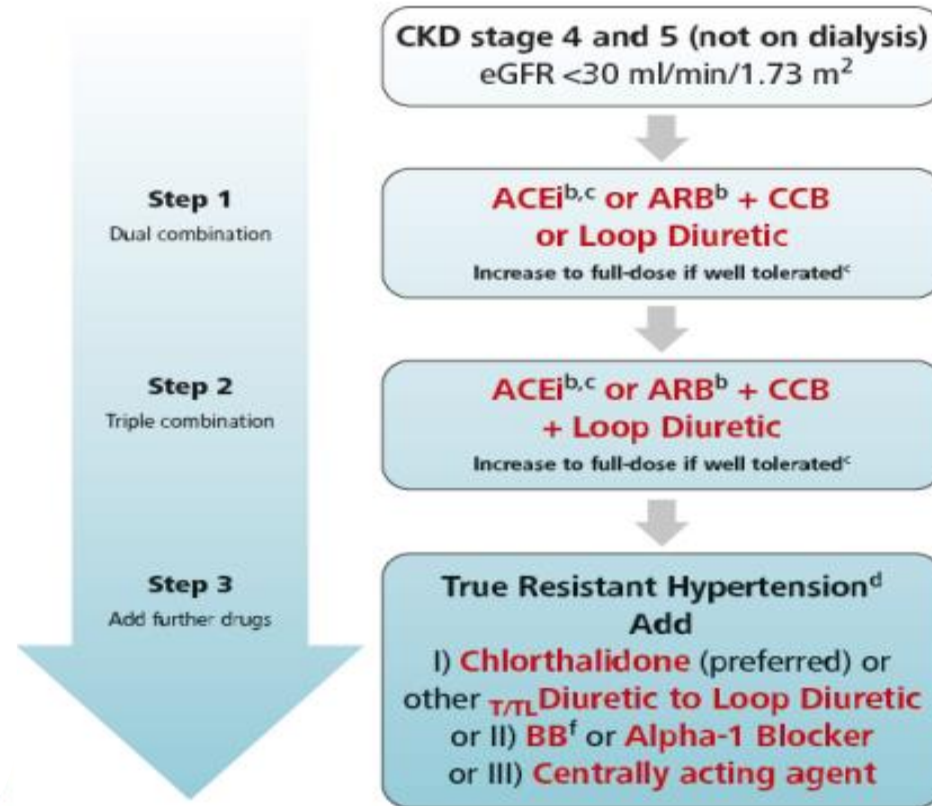 CKD stage 4 and 5 (not on dialysis)
eGFR <30 ml/min/1.73 m²
Step 1
Dual combination
ACEiᵇ,ᶜ or ARBᵇ + CCB
or Loop Diuretic
Increase to full-dose if well toleratedᶜ
Step 2
Triple combination
ACEiᵇ,ᶜ or ARBᵇ + CCB
+ Loop Diuretic
Increase to full-dose if well toleratedᶜ
Step 3
Add further drugs
True Resistant Hypertensionᵈ
Add
I) Chlorthalidone (preferred) or
other T/TLDiuretic to Loop Diuretic
or II) BBᶠ or Alpha-1 Blocker
or III) Centrally acting agent